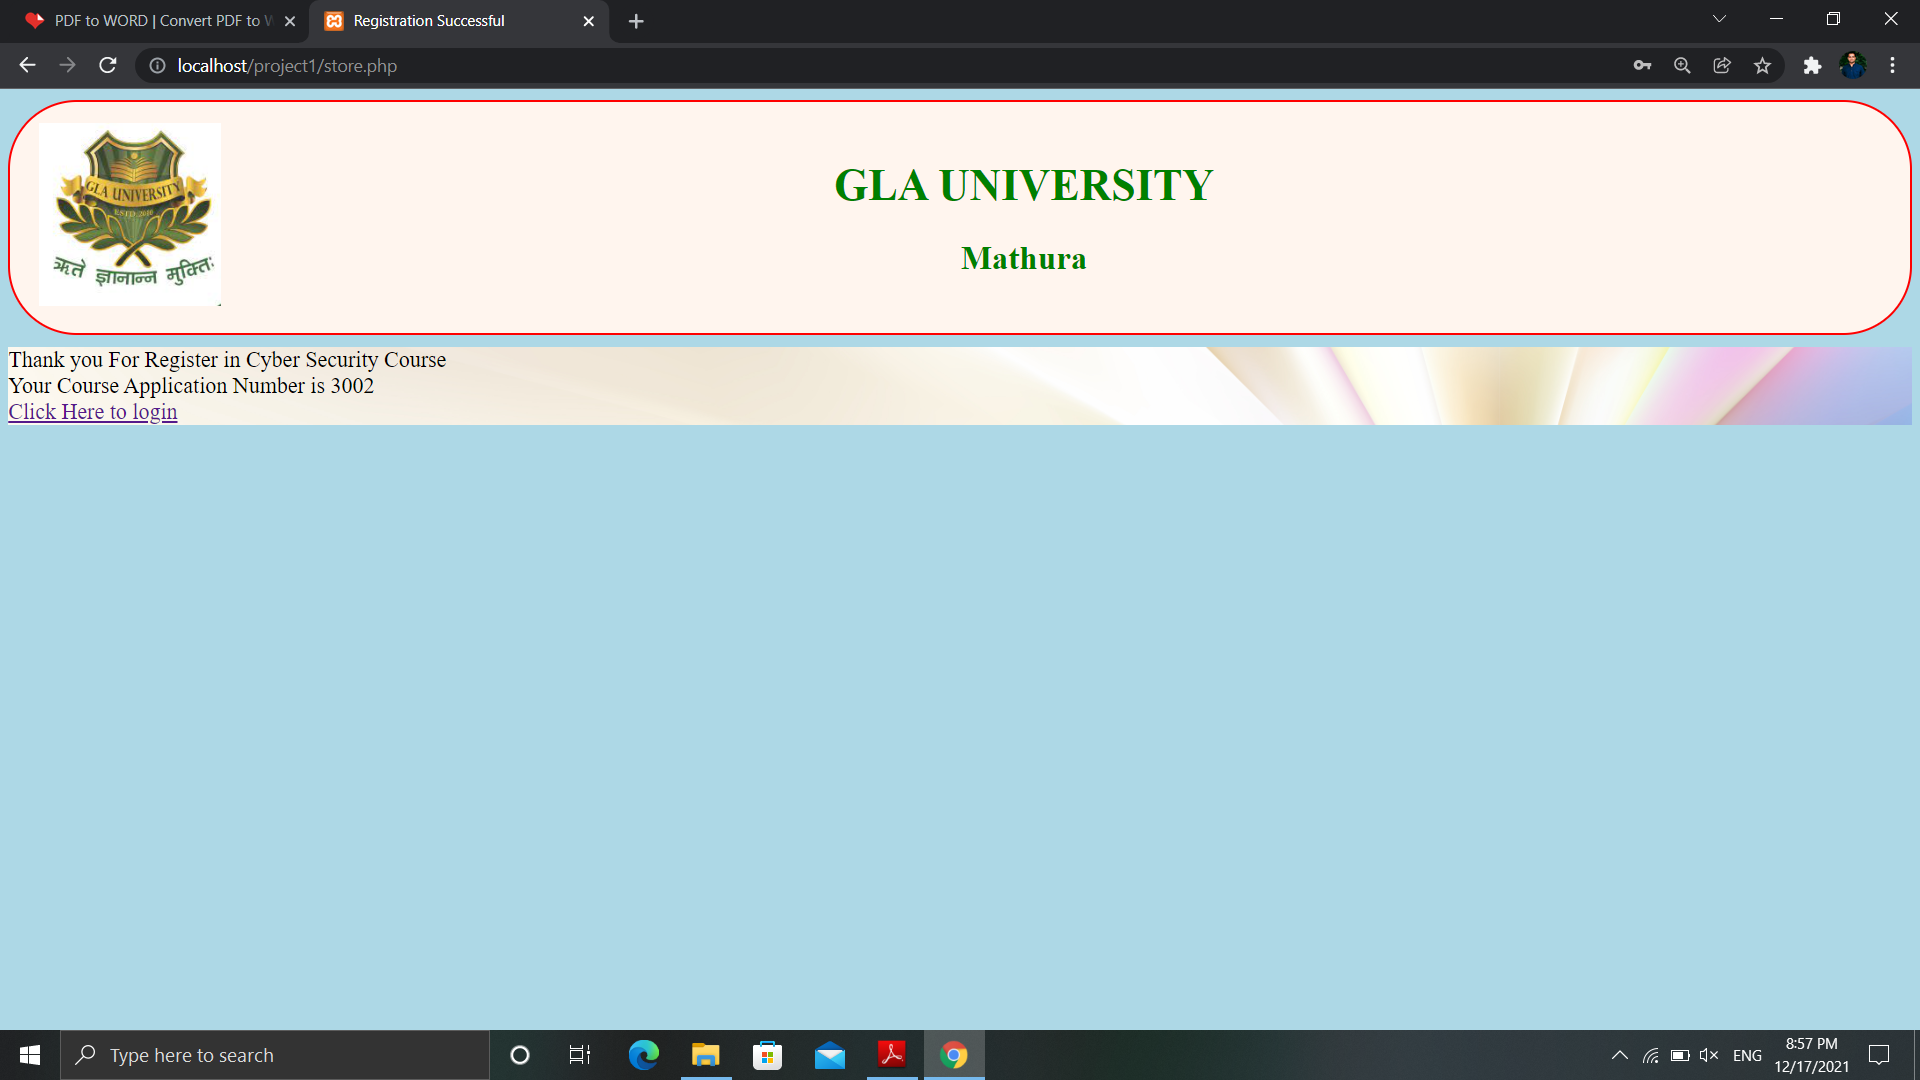 PDF to WORD | Convert PDF to W
Registration Successful
localhost/project1/store.php
GLA UNIVERSITY
ESTD. 2010
ऋते ज्ञानान्न मुक्तिः
GLA UNIVERSITY
Mathura
Thank you For Register in Cyber Security Course
Your Course Application Number is 3002
Click Here to login
Type here to search
ENG
8:57 PM
12/17/2021